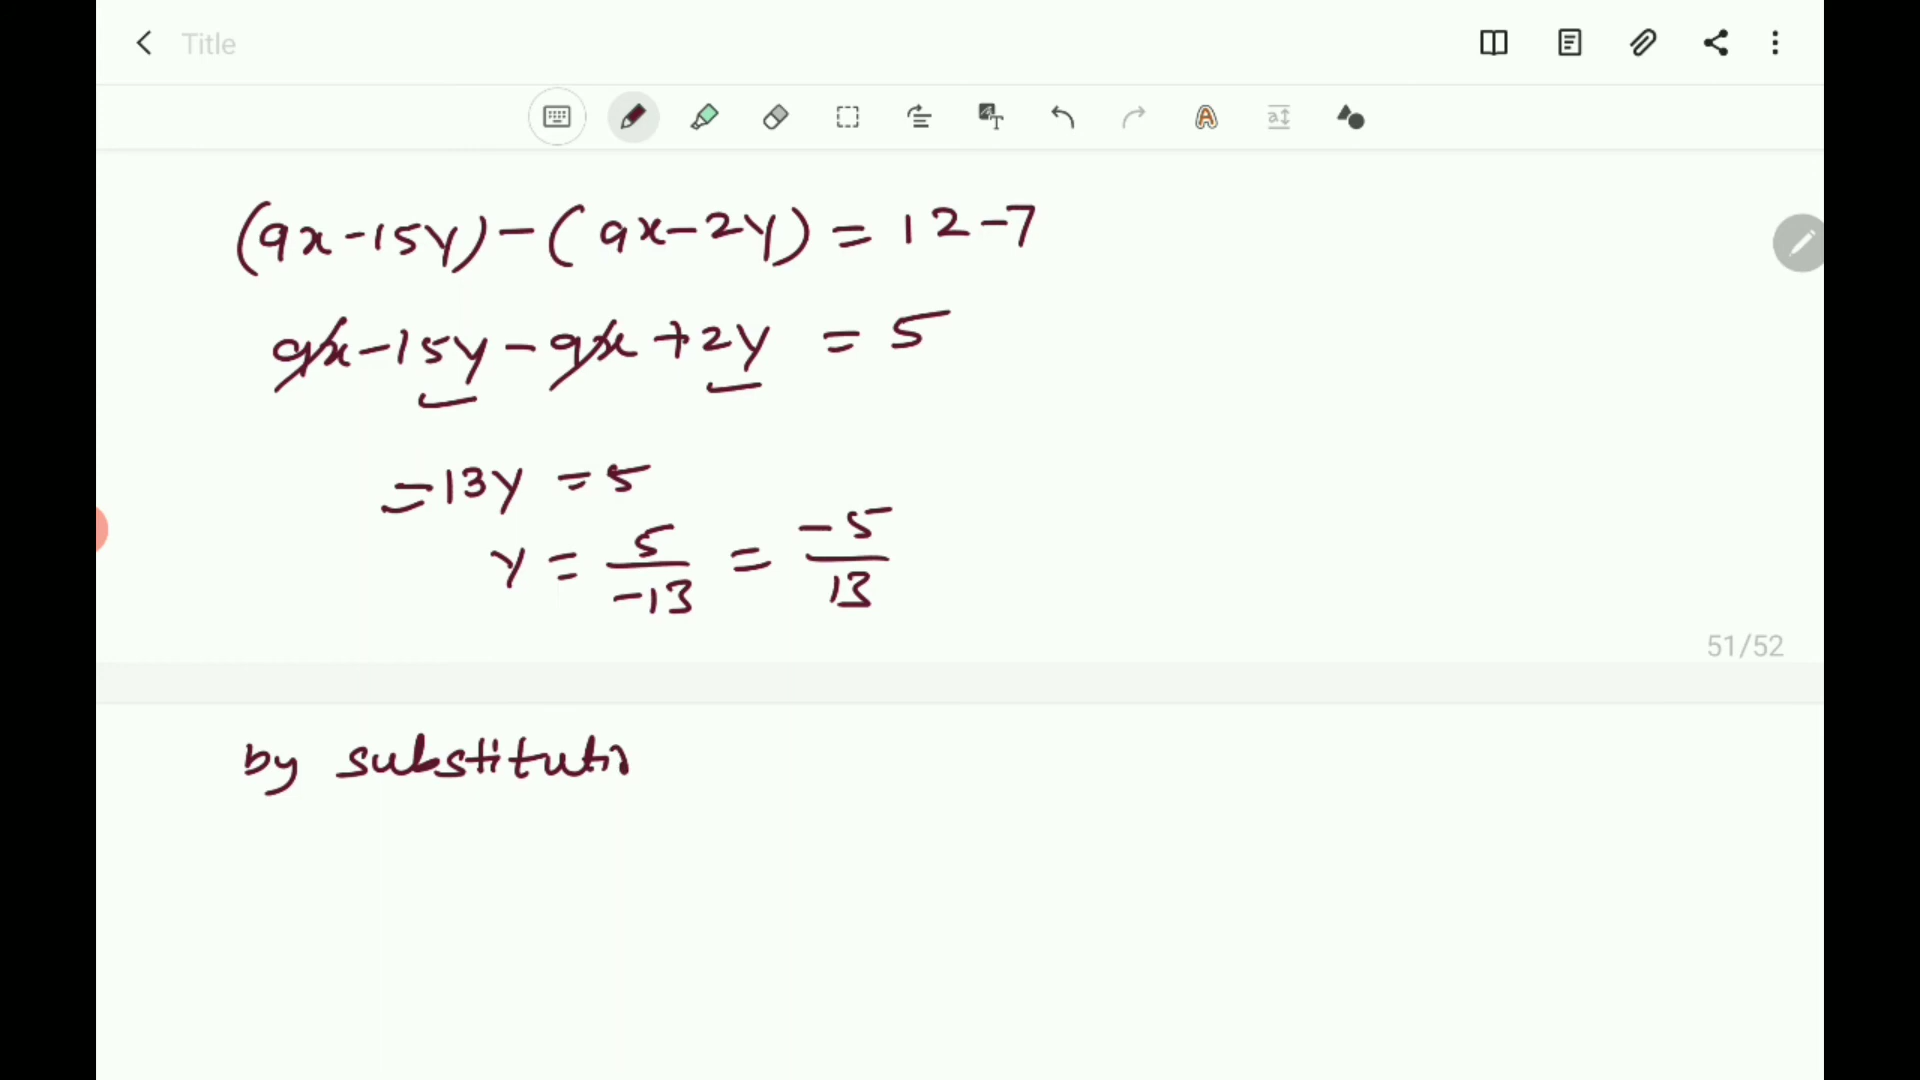 Title
(9x-15y)-(9x-2y)=12-7
9x-15y-9x+2y = 5
-13y = 5
y = 5/-13 = -5/13
51/52
by substituti